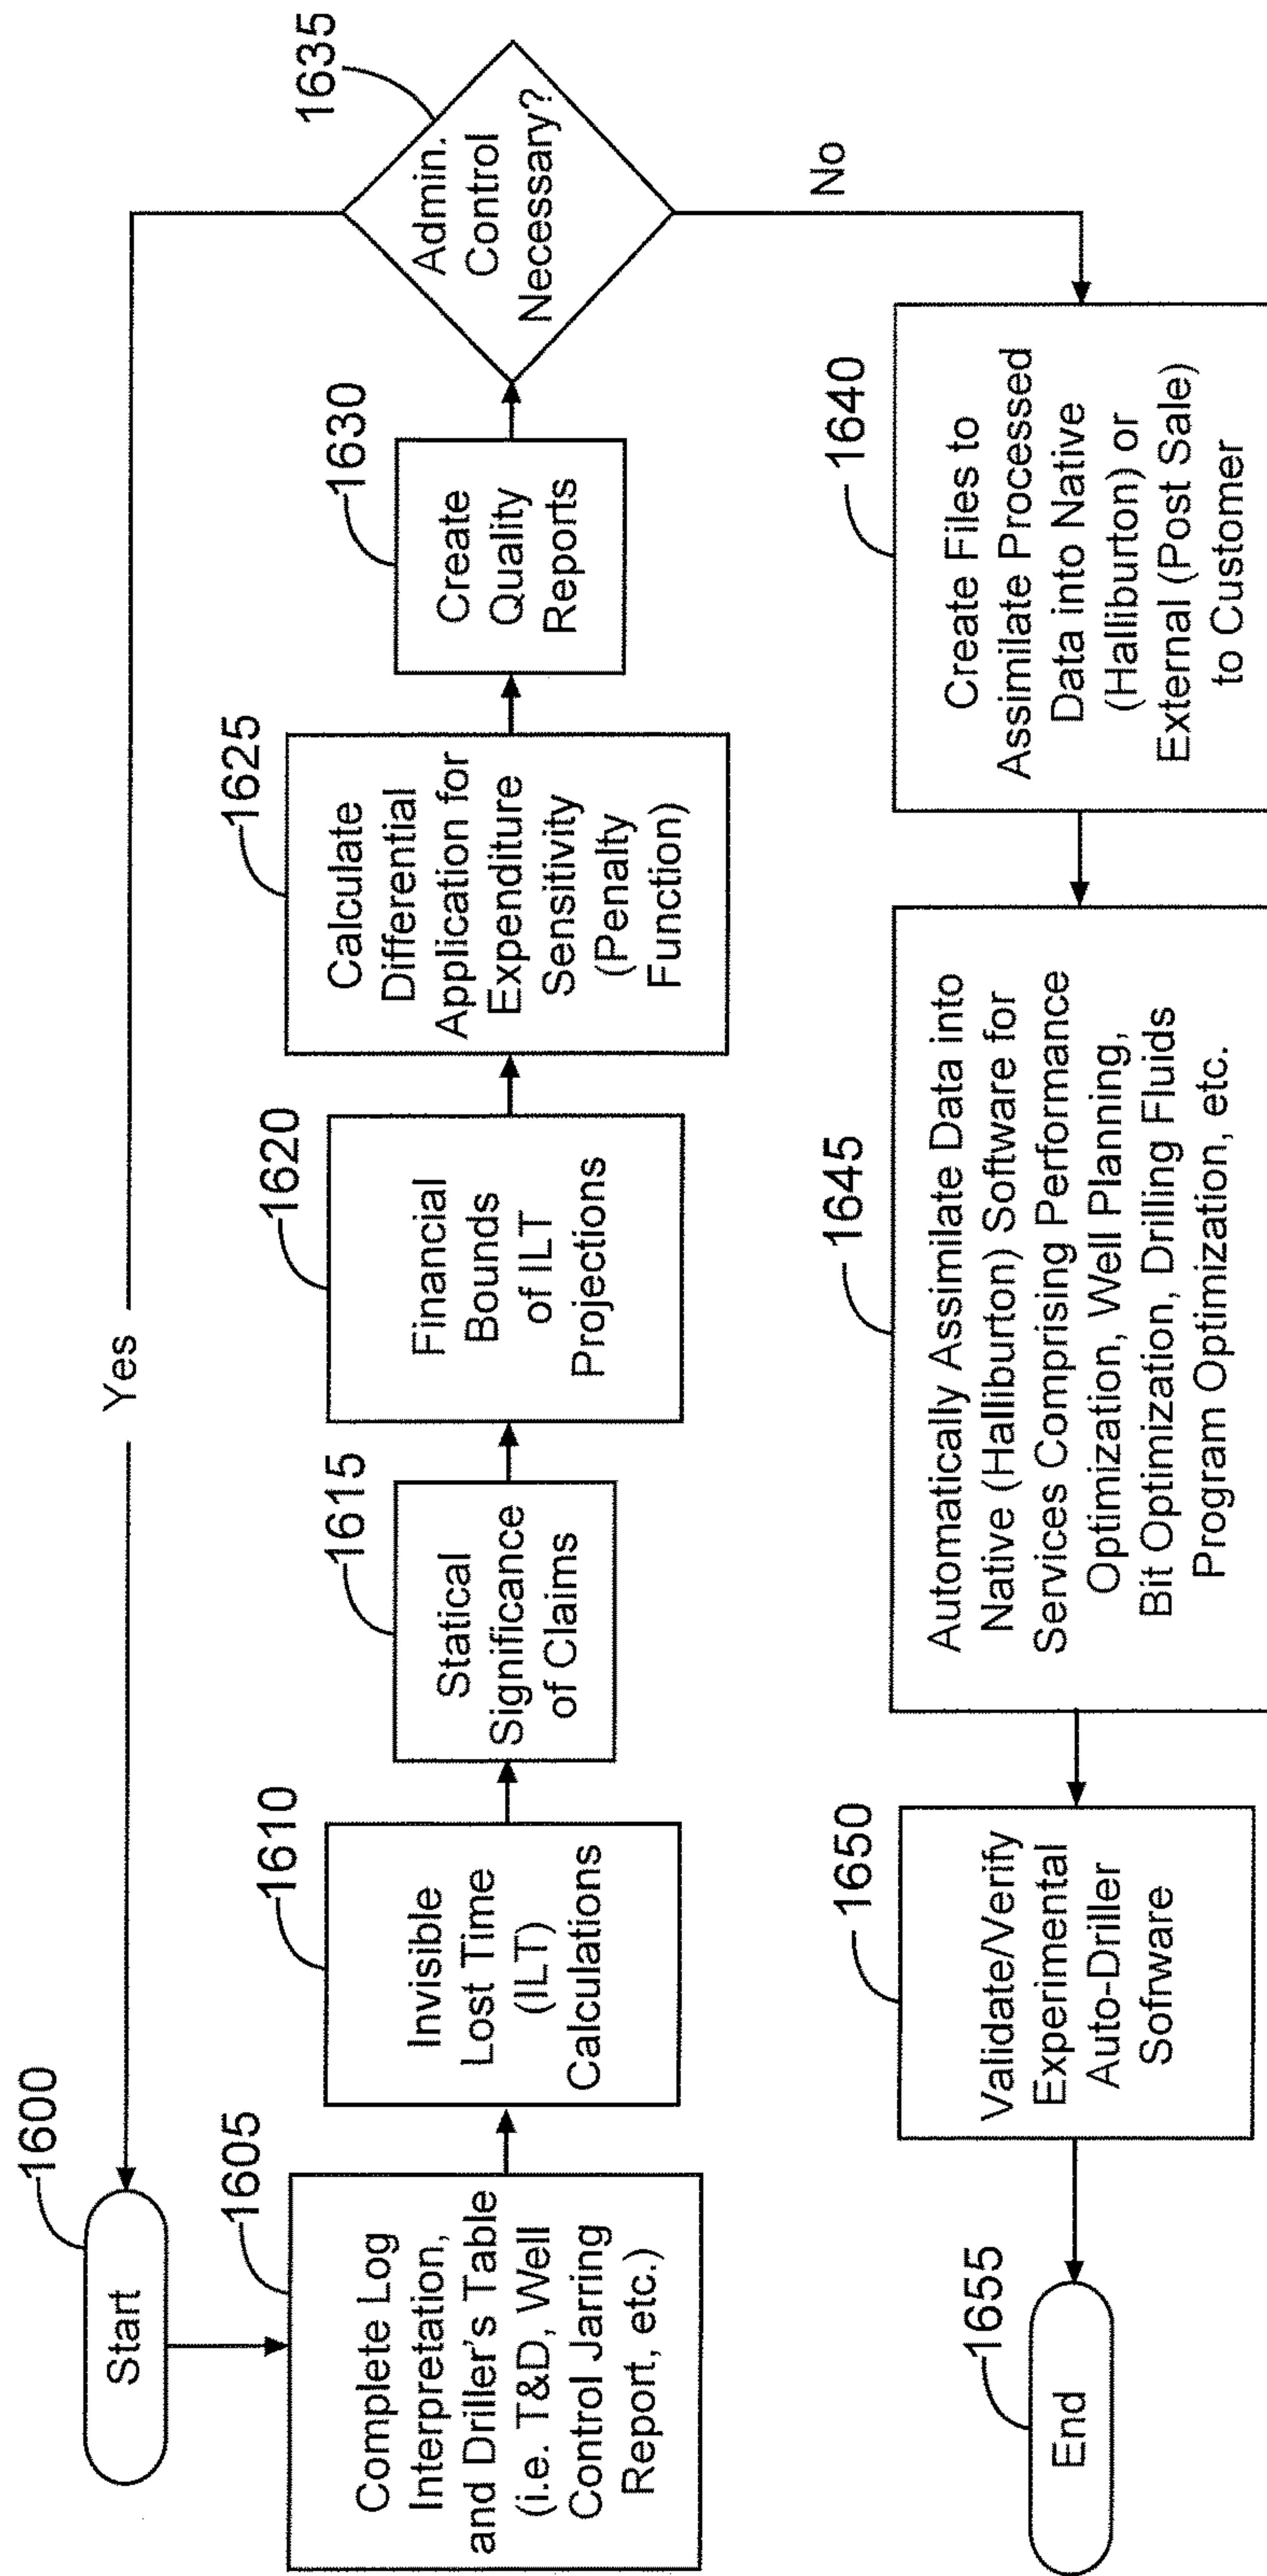 1600
Start
Yes
1605
Complete Log
Interpretation,
and Driller's Table
(i.e. T&D, Well
Control Jarring
Report, etc.)
1610
Invisible
Lost Time
(ILT)
Calculations
1615
Statical
Significance
of Claims
1620
Financial
Bounds
of ILT
Projections
1625
Calculate
Differential
Application for
Expenditure
Sensitivity
(Penalty
Function)
1630
Create
Quality
Reports
1635
Admin.
Control
Necessary?
No
1640
Create Files to
Assimilate Processed
Data into Native
(Halliburton) or
External (Post Sale)
to Customer
1645
Automatically Assimilate Data into
Native (Halliburton) Software for
Services Comprising Performance
Optimization, Well Planning,
Bit Optimization, Drilling Fluids
Program Optimization, etc.
1650
Validate/Verify
Experimental
Auto-Driller
Sofrware
1655
End